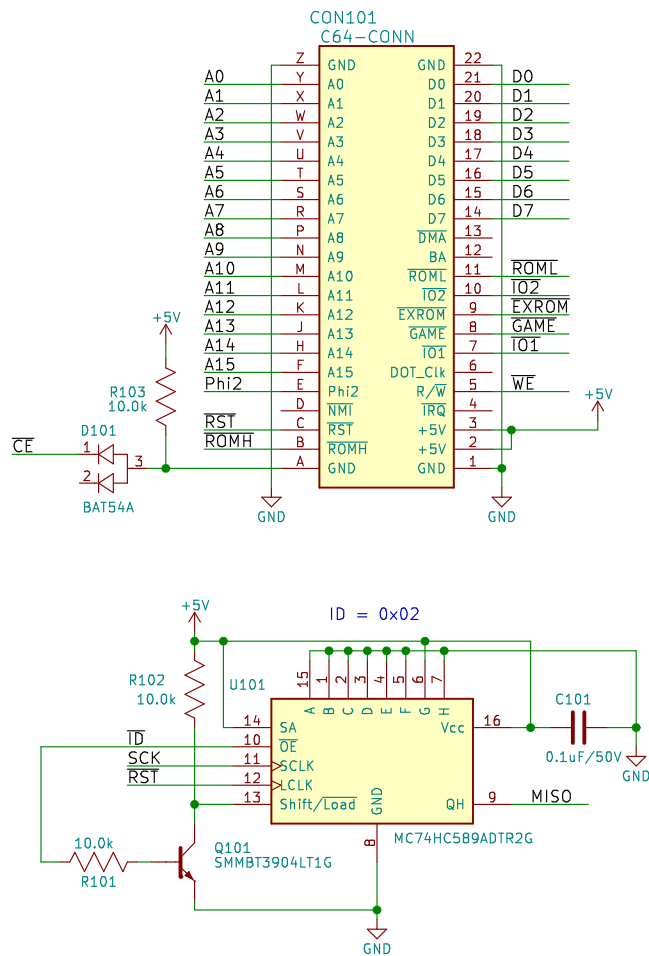 CON101
C64-CONN
Z GND GND 22
A0 Y A0 D0 21 D0
A1 X A1 D1 20 D1
A2 W A2 D2 19 D2
A3 V A3 D3 18 D3
A4 U A4 D4 17 D4
A5 T A5 D5 16 D5
A6 S A6 D6 15 D6
A7 R A7 D7 14 D7
A8 P A8 DMA 13
A9 N A9 BA 12
A10 M A10 ROML 11 ROML
A11 L A11 IO2 10 IO2
A12 K A12 EXROM 9 EXROM
A13 J A13 GAME 8 GAME
A14 H A14 IO1 7 IO1
A15 F A15 DOT_Clk 6
Phi2 E Phi2 R/W 5 WE
D NMI IRQ 4
RST C RST +5V 3
ROMH B ROMH +5V 2
A GND GND 1
+5V
R103
10.0k
+5V
D101
CE 1
2 3
BAT54A
GND
GND
+5V
ID = 0x02
R102
10.0k
U101
15 1 2 3 4 5 6 7
A B C D E F G H
14 SA Vcc 16
C101
0.1uF/50V
GND
ID 10 OE
SCK 11 SCLK
RST 12 LCLK
13 Shift/Load GND QH 9 MISO
8
MC74HC589ADTR2G
10.0k
R101
Q101
SMMBT3904LT1G
GND